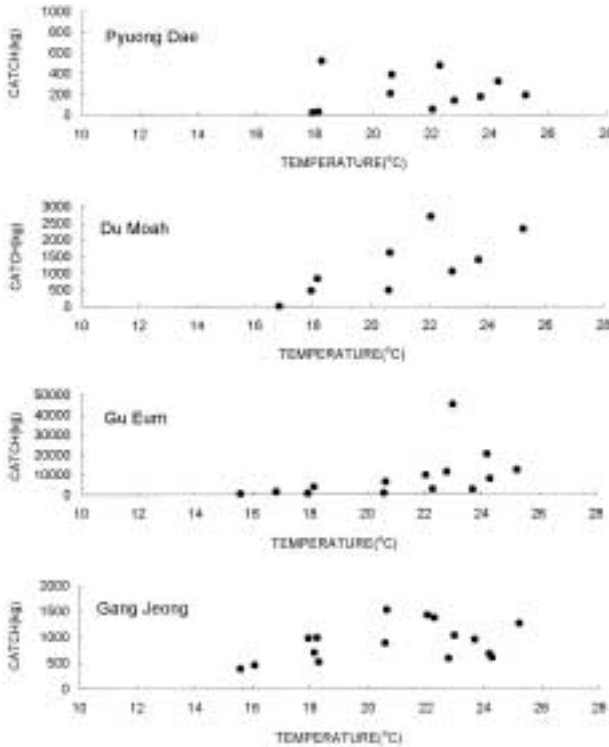 Pyuong Dae
CATCH(kg)
1000
800
600
400
200
0
10 12 14 16 18 20 22 24 26 28
TEMPERATURE(°C)
Du Moah
CATCH(kg)
3000
2500
2000
1500
1000
500
0
10 12 14 16 18 20 22 24 26 28
TEMPERATURE(°C)
Gu Eum
CATCH(kg)
50000
40000
30000
20000
10000
0
10 12 14 16 18 20 22 24 26 28
TEMPERATURE(°C)
Gang Jeong
CATCH(kg)
2000
1500
1000
500
0
10 12 14 16 18 20 22 24 26 28
TEMPERATURE(°C)